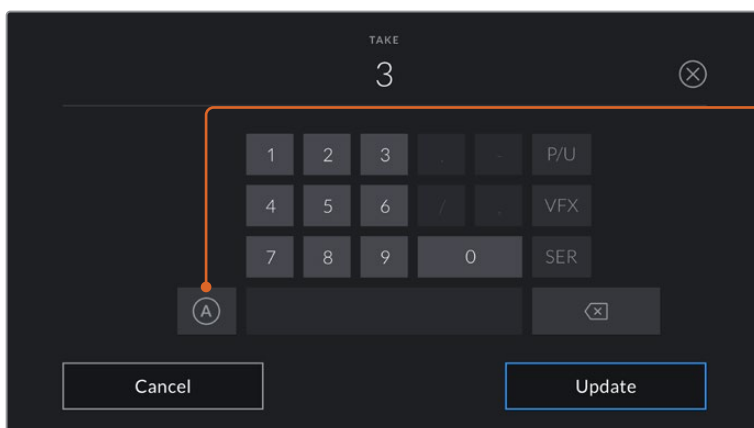 TAKE
3
1 2 3 . - P/U
4 5 6 / , VFX
7 8 9 0 SER
A
Cancel Update